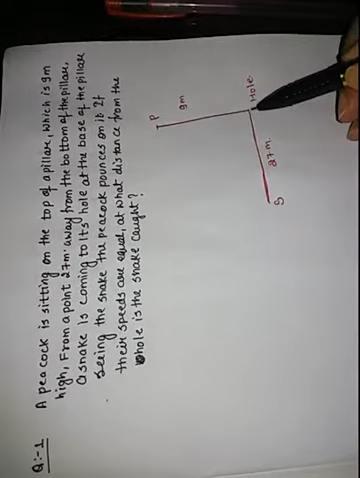 Q:-1 A peacock is sitting on the top of a pillar, which is 9m
high, From a point 27m. away from the bottom of the pillar,
a snake is coming to its hole at the base of the pillar
seeing the snake the peacock pounces on it. If
their speeds are equal, at what distance from the
hole is the snake caught?
P
9m
Hole
27m.
S